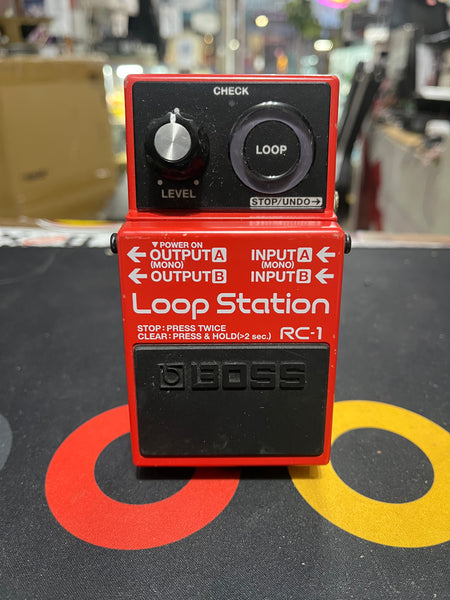 CHECK
LOOP
LEVEL
STOP/UNDO→
▼POWER ON
←OUTPUT A INPUT A←
(MONO) (MONO)
←OUTPUT B INPUT B←
Loop Station
STOP: PRESS TWICE
CLEAR: PRESS & HOLD(>2 sec.) RC-1
BOSS